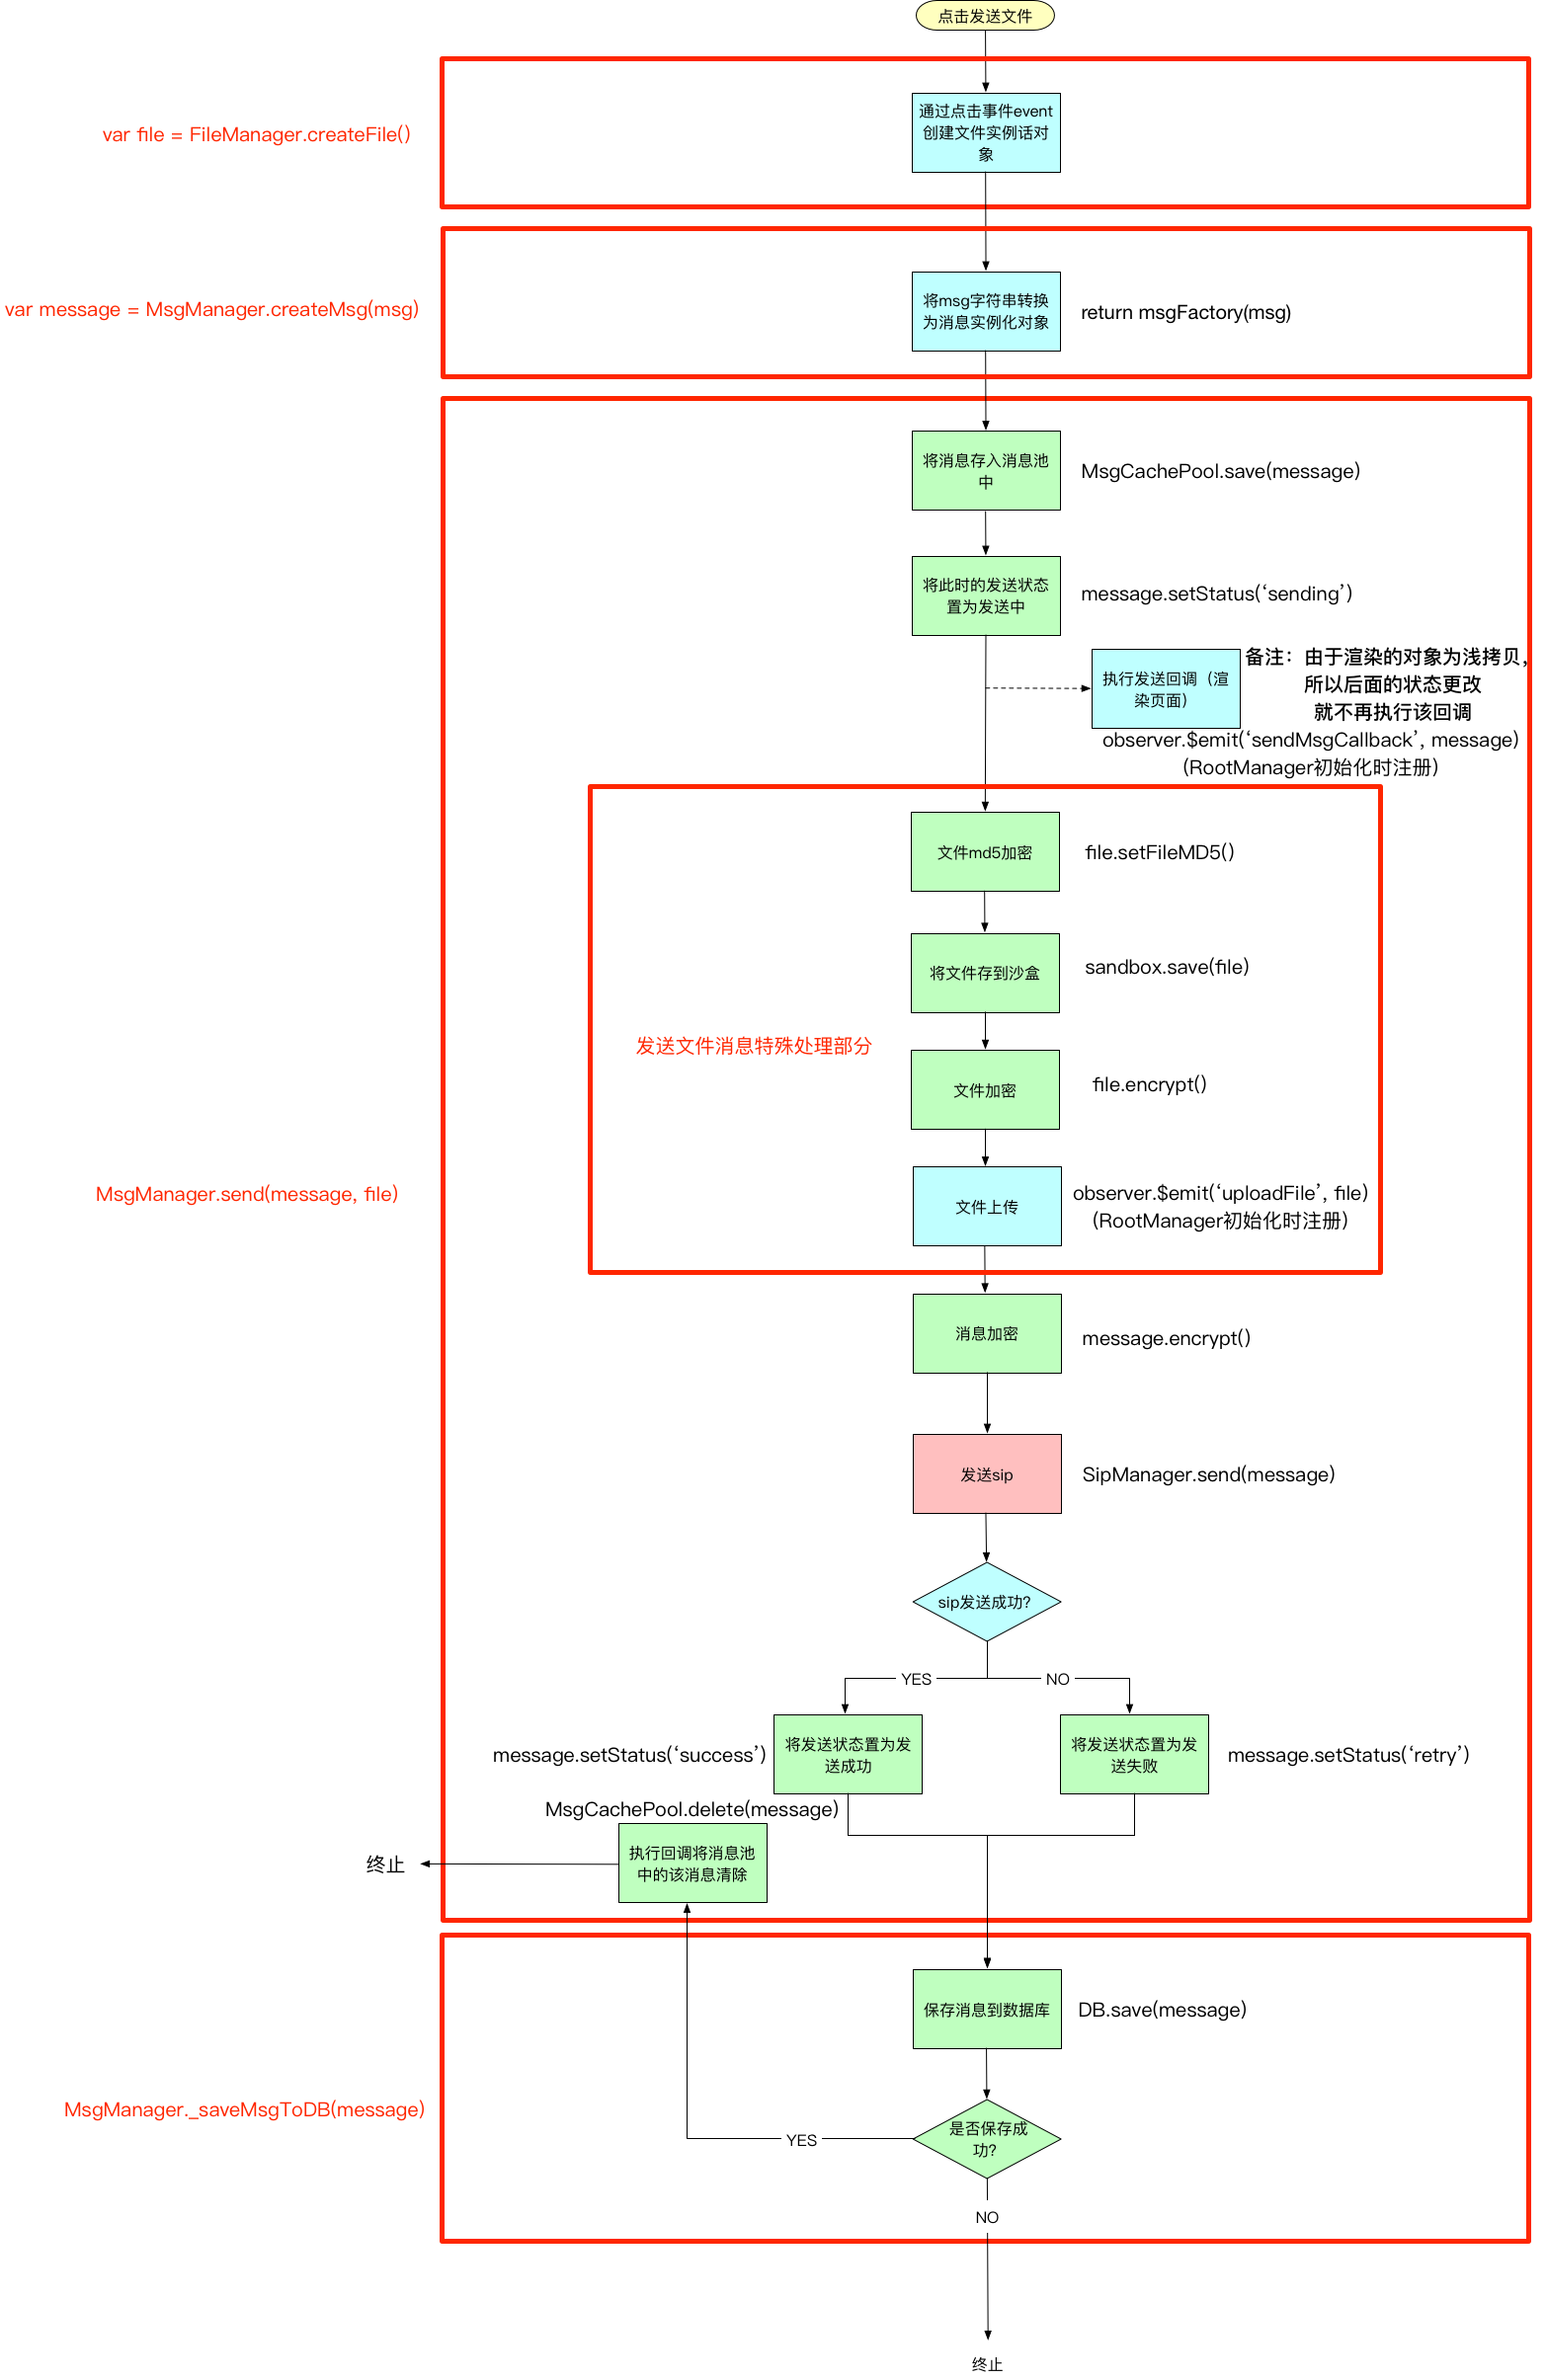 点击发送文件
var file = FileManager.createFile()
通过点击事件event
创建文件实例话对
象
var message = MsgManager.createMsg(msg)
将msg字符串转换
为消息实例化对象
return msgFactory(msg)
将消息存入消息池
中
MsgCachePool.save(message)
将此时的发送状态
置为发送中
message.setStatus(‘sending’)
执行发送回调（渲
染页面）
备注：由于渲染的对象为浅拷贝，
所以后面的状态更改
就不再执行该回调
observer.$emit(‘sendMsgCallback’, message)
(RootManager初始化时注册)
文件md5加密
file.setFileMD5()
将文件存到沙盒
sandbox.save(file)
发送文件消息特殊处理部分
文件加密
file.encrypt()
MsgManager.send(message, file)
文件上传
observer.$emit(‘uploadFile’, file)
(RootManager初始化时注册)
消息加密
message.encrypt()
发送sip
SipManager.send(message)
sip发送成功?
YES
NO
message.setStatus(‘success’)
将发送状态置为发
送成功
将发送状态置为发
送失败
message.setStatus(‘retry’)
MsgCachePool.delete(message)
执行回调将消息池
中的该消息清除
终止
保存消息到数据库
DB.save(message)
MsgManager._saveMsgToDB(message)
是否保存成
功?
YES
NO
终止